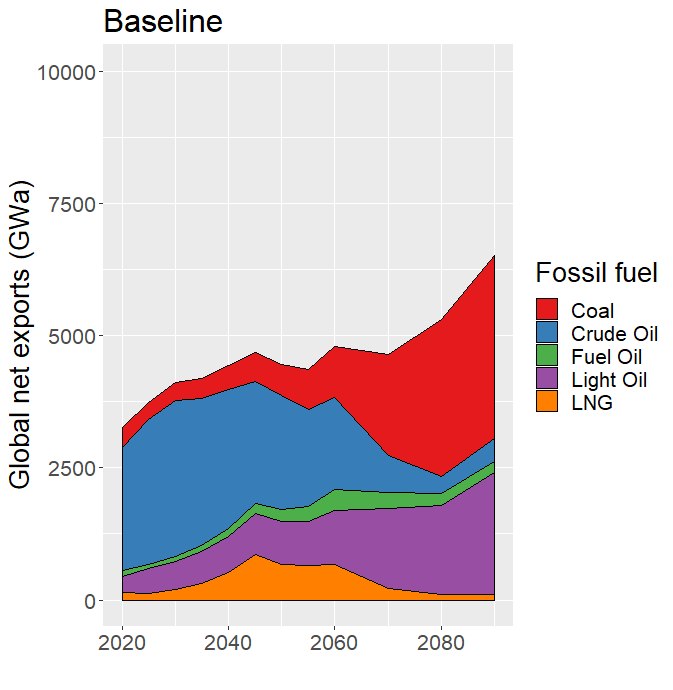 Baseline
Global net exports (GWa)
10000
7500
5000
2500
0
2020 2040 2060 2080
Fossil fuel
Coal
Crude Oil
Fuel Oil
Light Oil
LNG